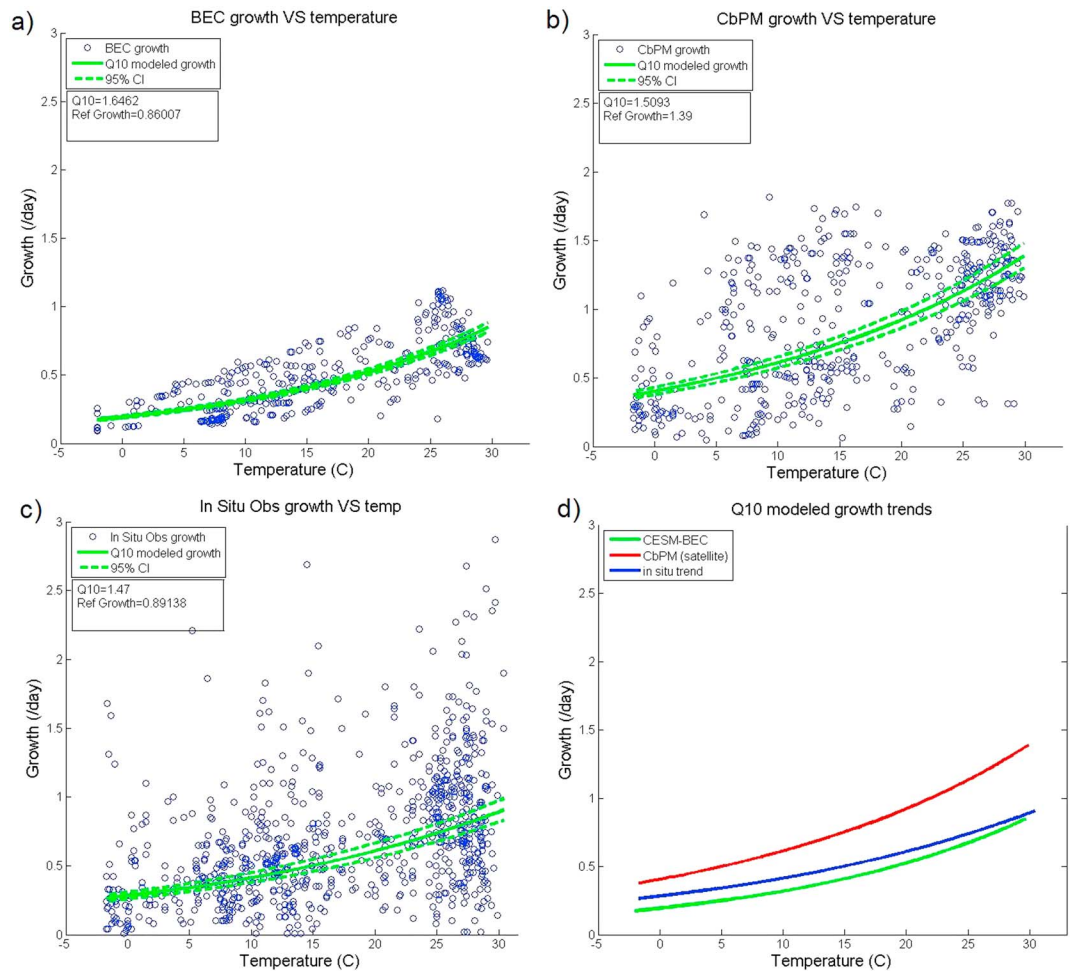 a)
BEC growth VS temperature
3
2.5
2
1.5
1
0.5
0
Growth (/day)
BEC growth
Q10 modeled growth
95% CI
Q10=1.6462
Ref Growth=0.86007
-5 0 5 10 15 20 25 30
Temperature (C)
b)
CbPM growth VS temperature
3
2.5
2
1.5
1
0.5
0
Growth (/day)
CbPM growth
Q10 modeled growth
95% CI
Q10=1.5093
Ref Growth=1.39
-5 0 5 10 15 20 25 30
Temperature (C)
c)
In Situ Obs growth VS temp
3
2.5
2
1.5
1
0.5
0
Growth (/day)
In Situ Obs growth
Q10 modeled growth
95% CI
Q10=1.47
Ref Growth=0.89138
-5 0 5 10 15 20 25 30
Temperature (C)
d)
Q10 modeled growth trends
3
2.5
2
1.5
1
0.5
0
Growth (/day)
CESM-BEC
CbPM (satellite)
in situ trend
-5 0 5 10 15 20 25 30
Temperature (C)